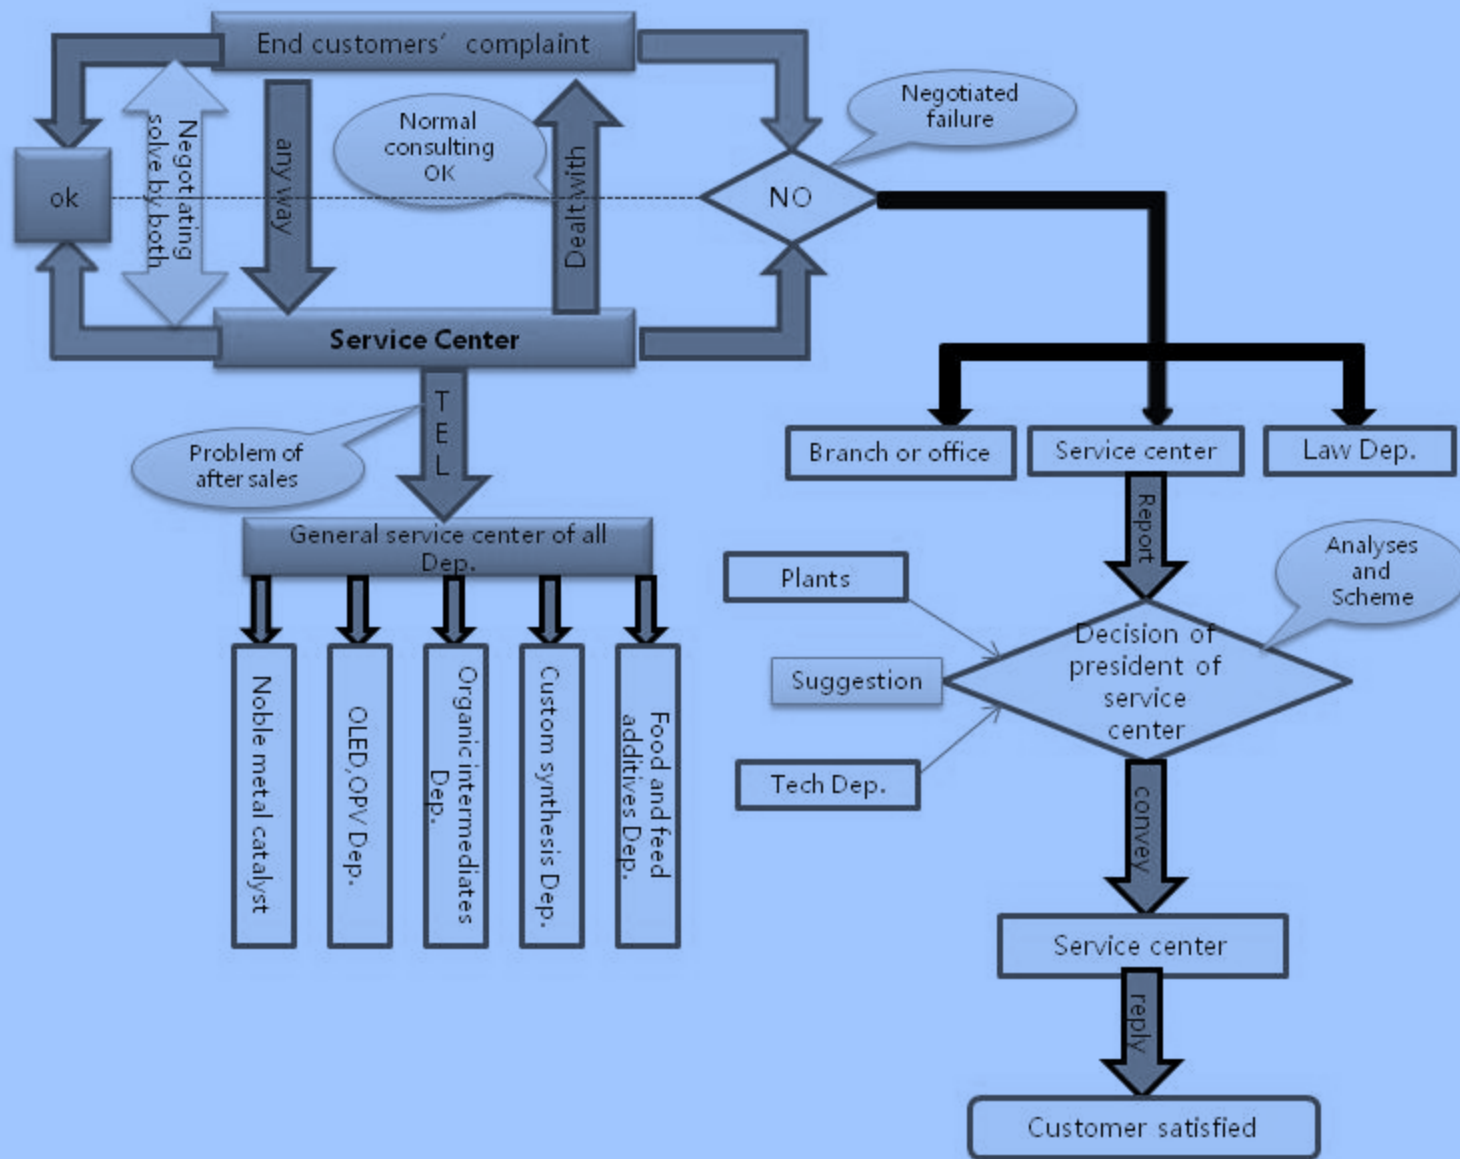 End customers' complaint
Negotiated
failure
Normal
consulting
OK
Negotiating
solve by both
any way
Dealt with
ok
NO
Service Center
TEL
Problem of
after sales
Branch or office
Service center
Law Dep.
Report
General service center of all
Dep.
Analyses
and
Scheme
Plants
Suggestion
Tech Dep.
Decision of
president of
service
center
Noble metal catalyst
OLED,OPV Dep.
Organic intermediates
Dep.
Custom synthesis Dep.
Food and feed
additives Dep.
convey
Service center
reply
Customer satisfied